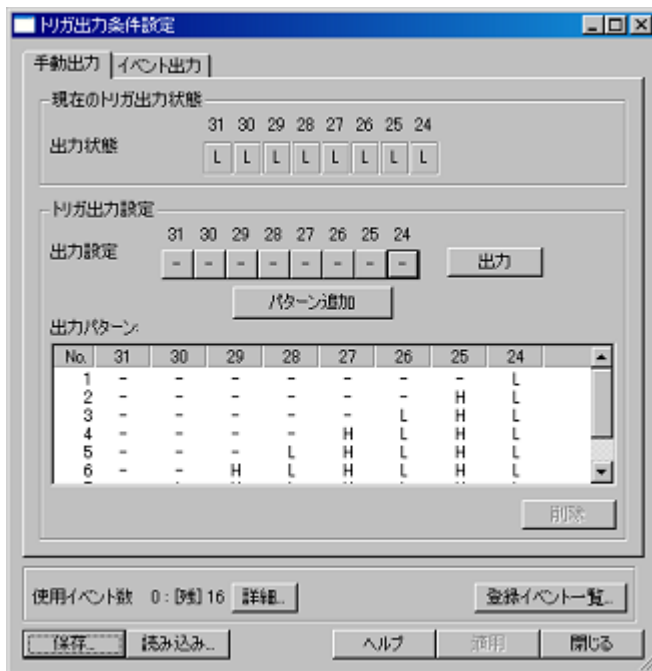 トリガ出力条件設定
手動出力 イベント出力
現在のトリガ出力状態
31 30 29 28 27 26 25 24
出力状態 L L L L L L L L
トリガ出力設定
31 30 29 28 27 26 25 24
出力設定 - - - - - - - - 出力
パターン追加
出力パターン:
No. 31 30 29 28 27 26 25 24
1 - - - - - - - L
2 - - - - - - H L
3 - - - - - L H L
4 - - - - H L H L
5 - - - L H L H L
6 - - H L H L H L
削除
使用イベント数 0 : [残] 16 詳細... 登録イベント一覧...
保存... 読み込み... ヘルプ 適用 閉じる